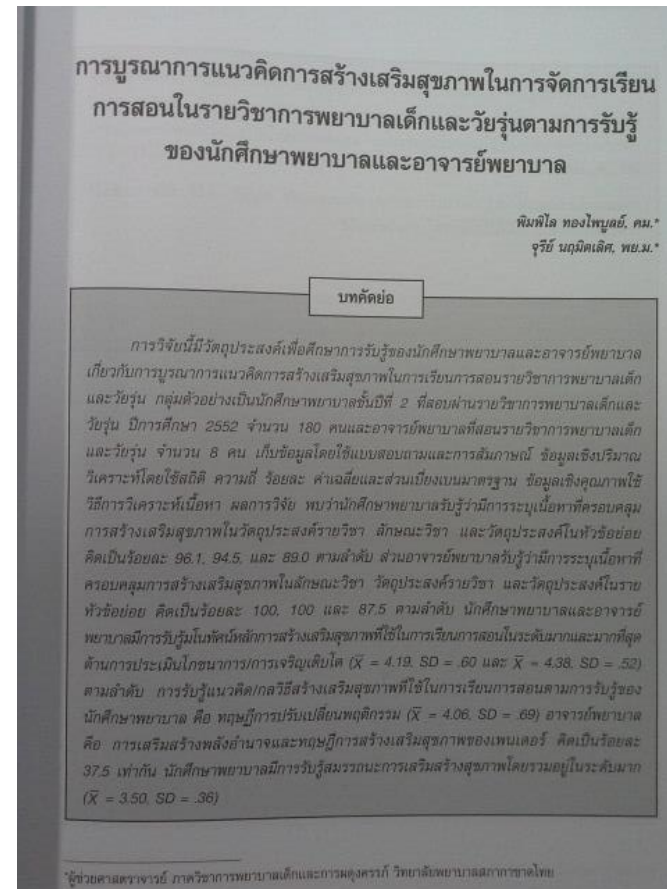 การบูรณาการแนวคิดการสร้างเสริมสุขภาพในการจัดการเรียน
การสอนในรายวิชาการพยาบาลเด็กและวัยรุ่นตามการรับรู้
ของนักศึกษาพยาบาลและอาจารย์พยาบาล
พิมพิไล ทองไพบูลย์, คม.*
จุรีย์ นฤมิตเลิศ, พย.ม.*
บทคัดย่อ
การวิจัยนี้มีวัตถุประสงค์เพื่อศึกษาการรับรู้ของนักศึกษาพยาบาลและอาจารย์พยาบาล
เกี่ยวกับการบูรณาการแนวคิดการสร้างเสริมสุขภาพในการเรียนการสอนรายวิชาการพยาบาลเด็ก
และวัยรุ่น กลุ่มตัวอย่างเป็นนักศึกษาพยาบาลชั้นปีที่ 2 ที่สอบผ่านรายวิชาการพยาบาลเด็กและ
วัยรุ่น ปีการศึกษา 2552 จำนวน 180 คนและอาจารย์พยาบาลที่สอนรายวิชาการพยาบาลเด็ก
และวัยรุ่น จำนวน 8 คน เก็บข้อมูลโดยใช้แบบสอบถามและการสัมภาษณ์ ข้อมูลเชิงปริมาณ
วิเคราะห์โดยใช้สถิติ ความถี่ ร้อยละ ค่าเฉลี่ยและส่วนเบี่ยงเบนมาตรฐาน ข้อมูลเชิงคุณภาพใช้
วิธีการวิเคราะห์เนื้อหา ผลการวิจัย พบว่านักศึกษาพยาบาลรับรู้ว่ามีการระบุเนื้อหาที่ครอบคลุม
การสร้างเสริมสุขภาพในวัตถุประสงค์รายวิชา ลักษณะวิชา และวัตถุประสงค์ในหัวข้อย่อย
คิดเป็นร้อยละ 96.1, 94.5, และ 89.0 ตามลำดับ ส่วนอาจารย์พยาบาลรับรู้ว่ามีการระบุเนื้อหาที่
ครอบคลุมการสร้างเสริมสุขภาพในลักษณะวิชา วัตถุประสงค์รายวิชา และวัตถุประสงค์ในราย
หัวข้อย่อย คิดเป็นร้อยละ 100, 100 และ 87.5 ตามลำดับ นักศึกษาพยาบาลและอาจารย์
พยาบาลมีการรับรู้มโนทัศน์หลักการสร้างเสริมสุขภาพที่ใช้ในการเรียนการสอนในระดับมากและมากที่สุด
ด้านการประเมินโภชนาการ/การเจริญเติบโต (x̄ = 4.19, SD = .60 และ x̄ = 4.38, SD = .52)
ตามลำดับ การรับรู้แนวคิด/กลวิธีสร้างเสริมสุขภาพที่ใช้ในการเรียนการสอนตามการรับรู้ของ
นักศึกษาพยาบาล คือ ทฤษฎีการปรับเปลี่ยนพฤติกรรม (x̄ = 4.06, SD = .69) อาจารย์พยาบาล
คือ การเสริมสร้างพลังอำนาจและทฤษฎีการสร้างเสริมสุขภาพของเพนเดอร์ คิดเป็นร้อยละ
37.5 เท่ากัน นักศึกษาพยาบาลมีการรับรู้สมรรถนะการเสริมสร้างสุขภาพโดยรวมอยู่ในระดับมาก
(x̄ = 3.50, SD = .36)
*ผู้ช่วยศาสตราจารย์ ภาควิชาการพยาบาลเด็กและการผดุงครรภ์ วิทยาลัยพยาบาลสภากาชาดไทย